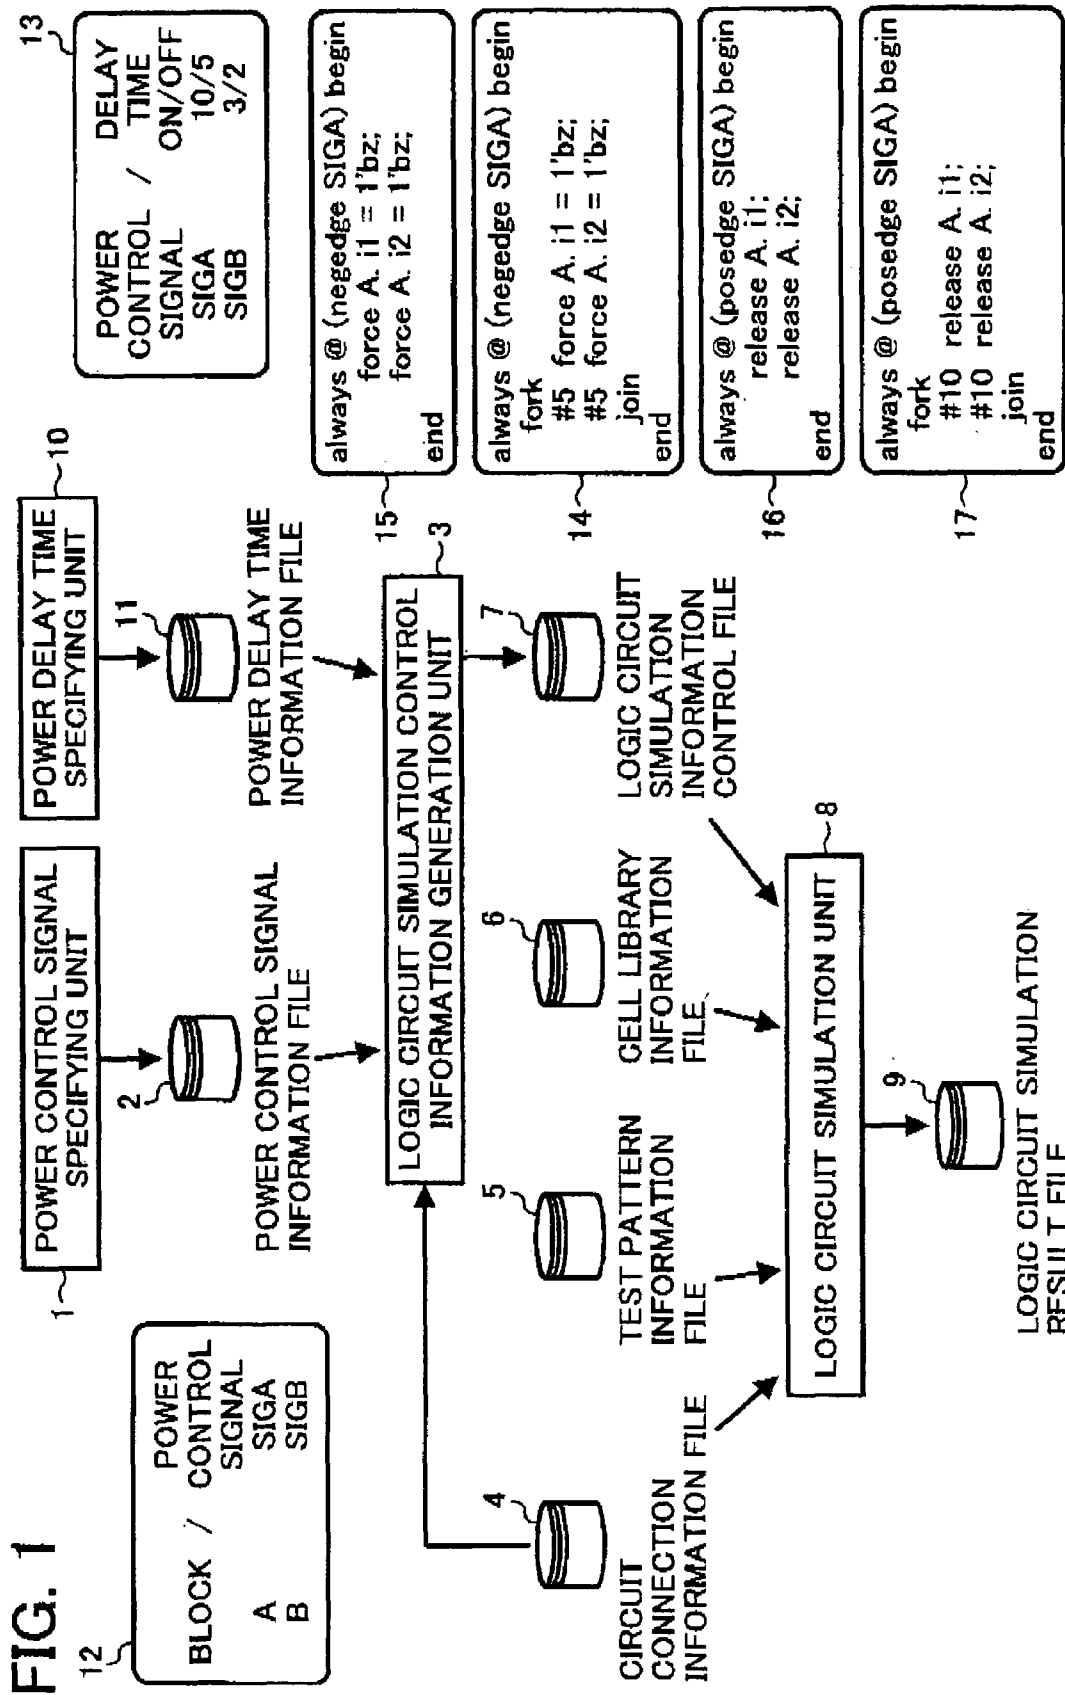 FIG. 1
12
BLOCK / POWER
CONTROL
SIGNAL
A SIGA
B SIGB
1
POWER CONTROL SIGNAL
SPECIFYING UNIT
2
POWER CONTROL SIGNAL
INFORMATION FILE
POWER DELAY TIME
SPECIFYING UNIT
10
11
POWER DELAY TIME
INFORMATION FILE
13
POWER
CONTROL /
SIGNAL
DELAY
TIME
ON/OFF
SIGA 10/5
SIGB 3/2
LOGIC CIRCUIT SIMULATION CONTROL
INFORMATION GENERATION UNIT
3
4
CIRCUIT
CONNECTION
INFORMATION FILE
5
TEST PATTERN
INFORMATION
FILE
6
CELL LIBRARY
INFORMATION
FILE
7
LOGIC CIRCUIT
SIMULATION
INFORMATION
CONTROL FILE
LOGIC CIRCUIT SIMULATION UNIT
8
9
LOGIC CIRCUIT SIMULATION
RESULT FILE
15
always @ (negedge SIGA) begin
force A. i1 = 1'bz;
force A. i2 = 1'bz;
end
14
always @ (negedge SIGA) begin
fork
#5 force A. i1 = 1'bz;
#5 force A. i2 = 1'bz;
join
end
16
always @ (posedge SIGA) begin
release A. i1;
release A. i2;
end
17
always @ (posedge SIGA) begin
fork
#10 release A. i1;
#10 release A. i2;
join
end